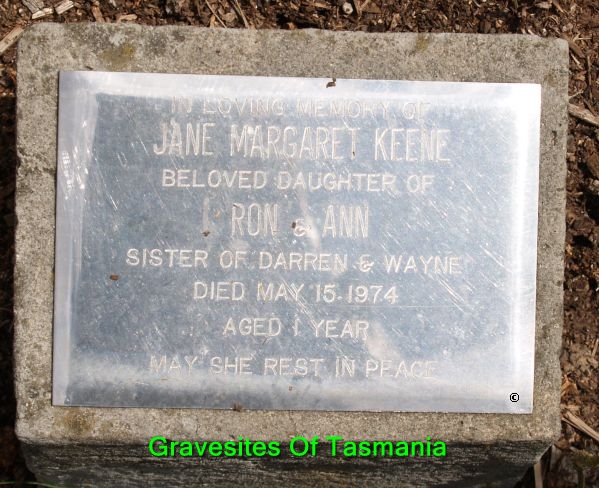 IN LOVING MEMORY OF
JANE MARGARET KEENE
BELOVED DAUGHTER OF
RON & ANN
SISTER OF DARREN & WAYNE
DIED MAY 15. 1974
AGED 1 YEAR
MAY SHE REST IN PEACE
©
Gravesites Of Tasmania